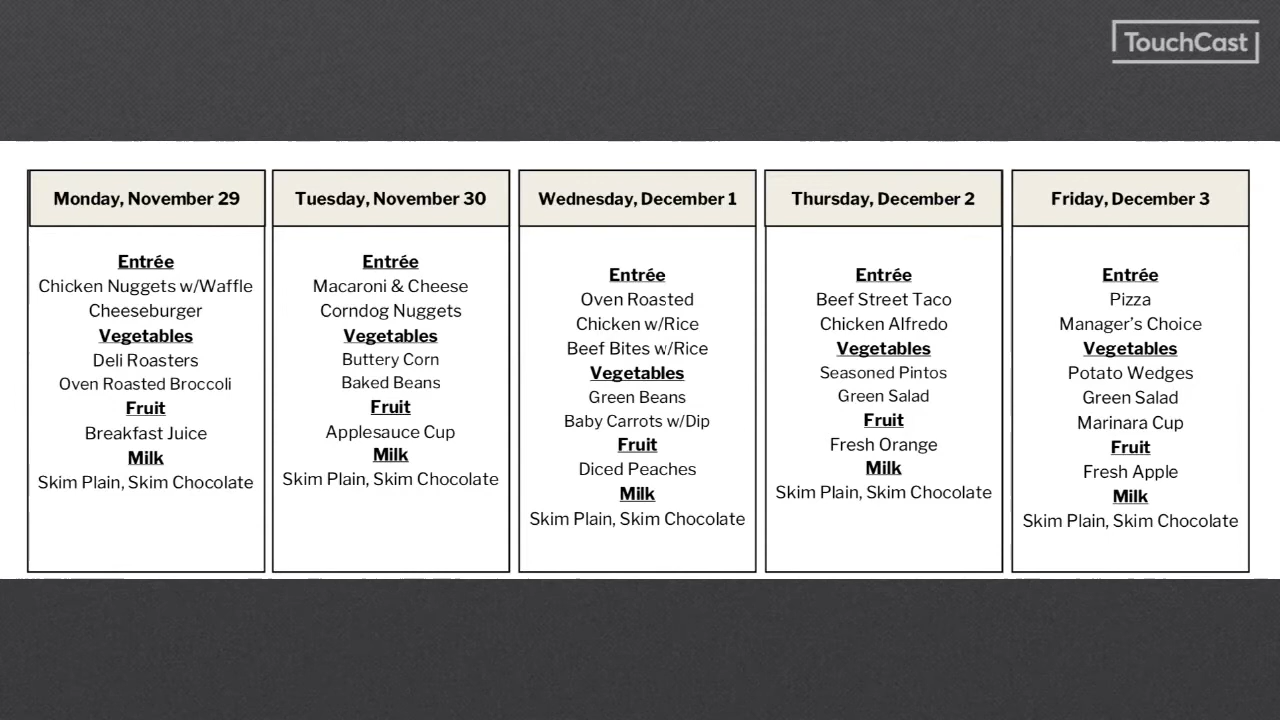 TouchCast
Monday, November 29
Entrée
Chicken Nuggets w/Waffle
Cheeseburger
Vegetables
Deli Roasters
Oven Roasted Broccoli
Fruit
Breakfast Juice
Milk
Skim Plain, Skim Chocolate
Tuesday, November 30
Entrée
Macaroni & Cheese
Corndog Nuggets
Vegetables
Buttery Corn
Baked Beans
Fruit
Applesauce Cup
Milk
Skim Plain, Skim Chocolate
Wednesday, December 1
Entrée
Oven Roasted
Chicken w/Rice
Beef Bites w/Rice
Vegetables
Green Beans
Baby Carrots w/Dip
Fruit
Diced Peaches
Milk
Skim Plain, Skim Chocolate
Thursday, December 2
Entrée
Beef Street Taco
Chicken Alfredo
Vegetables
Seasoned Pintos
Green Salad
Fruit
Fresh Orange
Milk
Skim Plain, Skim Chocolate
Friday, December 3
Entrée
Pizza
Manager’s Choice
Vegetables
Potato Wedges
Green Salad
Marinara Cup
Fruit
Fresh Apple
Milk
Skim Plain, Skim Chocolate